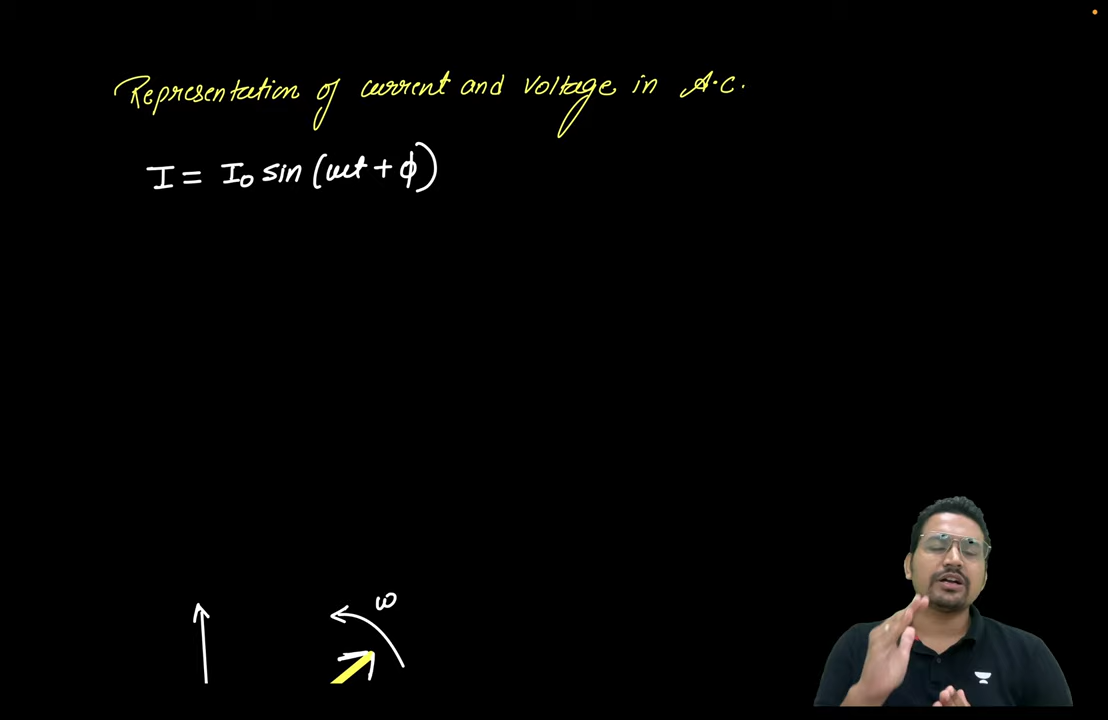 Representation of current and voltage in A.C.
I = I₀ sin (ωt + ϕ)
ω